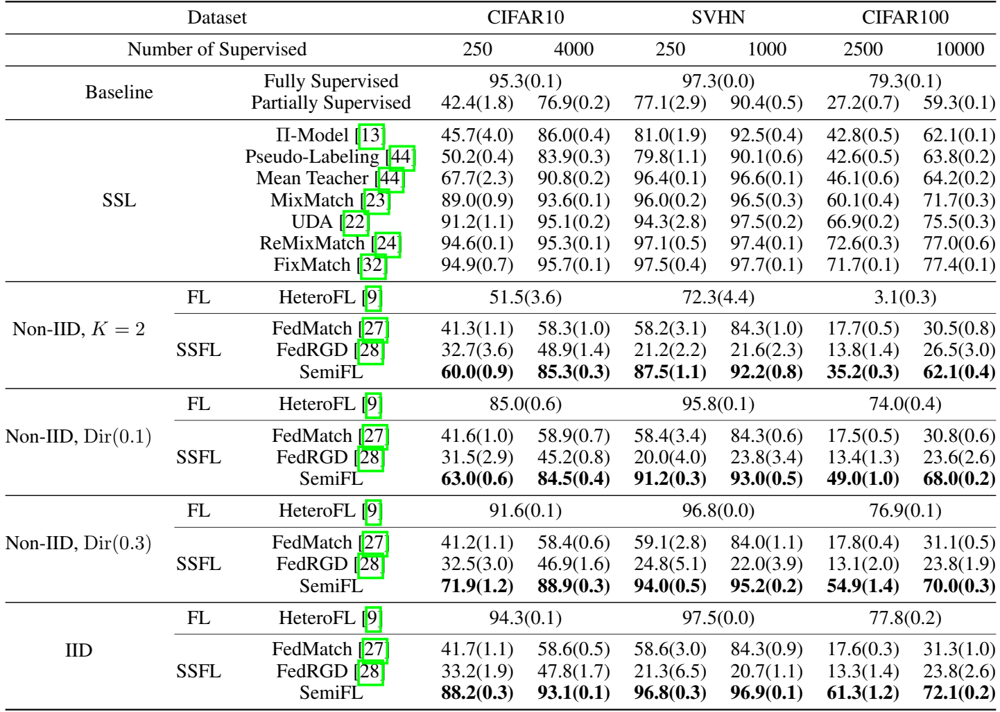 Dataset CIFAR10 SVHN CIFAR100
Number of Supervised 250 4000 250 1000 2500 10000
Baseline Fully Supervised 95.3(0.1) 97.3(0.0) 79.3(0.1)
Partially Supervised 42.4(1.8) 76.9(0.2) 77.1(2.9) 90.4(0.5) 27.2(0.7) 59.3(0.1)
SSL Π-Model [13] 45.7(4.0) 86.0(0.4) 81.0(1.9) 92.5(0.4) 42.8(0.5) 62.1(0.1)
Pseudo-Labeling [44] 50.2(0.4) 83.9(0.3) 79.8(1.1) 90.1(0.6) 42.6(0.5) 63.8(0.2)
Mean Teacher [44] 67.7(2.3) 90.8(0.2) 96.4(0.1) 96.6(0.1) 46.1(0.6) 64.2(0.2)
MixMatch [23] 89.0(0.9) 93.6(0.1) 96.0(0.2) 96.5(0.3) 60.1(0.4) 71.7(0.3)
UDA [22] 91.2(1.1) 95.1(0.2) 94.3(2.8) 97.5(0.2) 66.9(0.2) 75.5(0.3)
ReMixMatch [24] 94.6(0.1) 95.3(0.1) 97.1(0.5) 97.4(0.1) 72.6(0.3) 77.0(0.6)
FixMatch [32] 94.9(0.7) 95.7(0.1) 97.5(0.4) 97.7(0.1) 71.7(0.1) 77.4(0.1)
Non-IID, K = 2 FL HeteroFL [9] 51.5(3.6) 72.3(4.4) 3.1(0.3)
SSFL FedMatch [27] 41.3(1.1) 58.3(1.0) 58.2(3.1) 84.3(1.0) 17.7(0.5) 30.5(0.8)
FedRGD [28] 32.7(3.6) 48.9(1.4) 21.2(2.2) 21.6(2.3) 13.8(1.4) 26.5(3.0)
SemiFL 60.0(0.9) 85.3(0.3) 87.5(1.1) 92.2(0.8) 35.2(0.3) 62.1(0.4)
Non-IID, Dir(0.1) FL HeteroFL [9] 85.0(0.6) 95.8(0.1) 74.0(0.4)
SSFL FedMatch [27] 41.6(1.0) 58.9(0.7) 58.4(3.4) 84.3(0.6) 17.5(0.5) 30.8(0.6)
FedRGD [28] 31.5(2.9) 45.2(0.8) 20.0(4.0) 23.8(3.4) 13.4(1.3) 23.6(2.6)
SemiFL 63.0(0.6) 84.5(0.4) 91.2(0.3) 93.0(0.5) 49.0(1.0) 68.0(0.2)
Non-IID, Dir(0.3) FL HeteroFL [9] 91.6(0.1) 96.8(0.0) 76.9(0.1)
SSFL FedMatch [27] 41.2(1.1) 58.4(0.6) 59.1(2.8) 84.0(1.1) 17.8(0.4) 31.1(0.5)
FedRGD [28] 32.5(3.0) 46.9(1.6) 24.8(5.1) 22.0(3.9) 13.1(2.0) 23.8(1.9)
SemiFL 71.9(1.2) 88.9(0.3) 94.0(0.5) 95.2(0.2) 54.9(1.4) 70.0(0.3)
IID FL HeteroFL [9] 94.3(0.1) 97.5(0.0) 77.8(0.2)
SSFL FedMatch [27] 41.7(1.1) 58.6(0.5) 58.6(3.0) 84.3(0.9) 17.6(0.3) 31.3(1.0)
FedRGD [28] 33.2(1.9) 47.8(1.7) 21.3(6.5) 20.7(1.1) 13.3(1.4) 23.8(2.6)
SemiFL 88.2(0.3) 93.1(0.1) 96.8(0.3) 96.9(0.1) 61.3(1.2) 72.1(0.2)